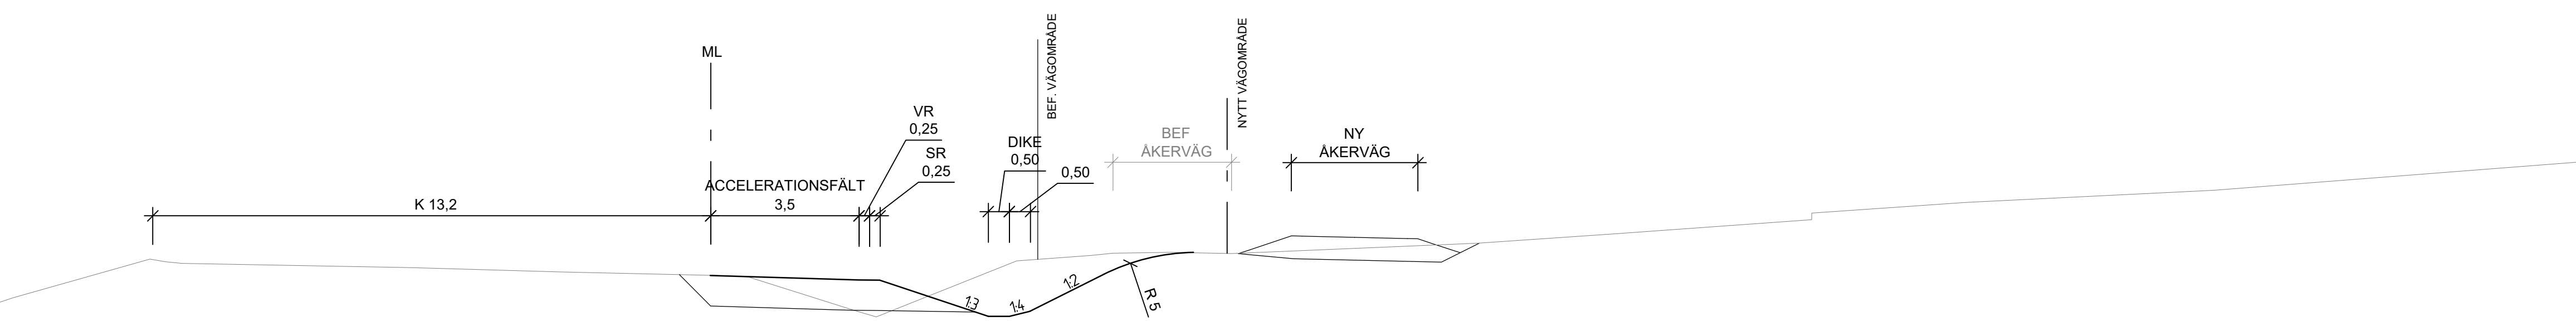 ML
K 13,2
ACCELERATIONSFÄLT
3,5
VR
0,25
SR
0,25
DIKE
0,50
0,50
BEF. VÄGOMRÅDE
BEF
ÅKERVÄG
NYTT VÄGOMRÅDE
NY
ÅKERVÄG
1:3
1:4
1:2
R 5